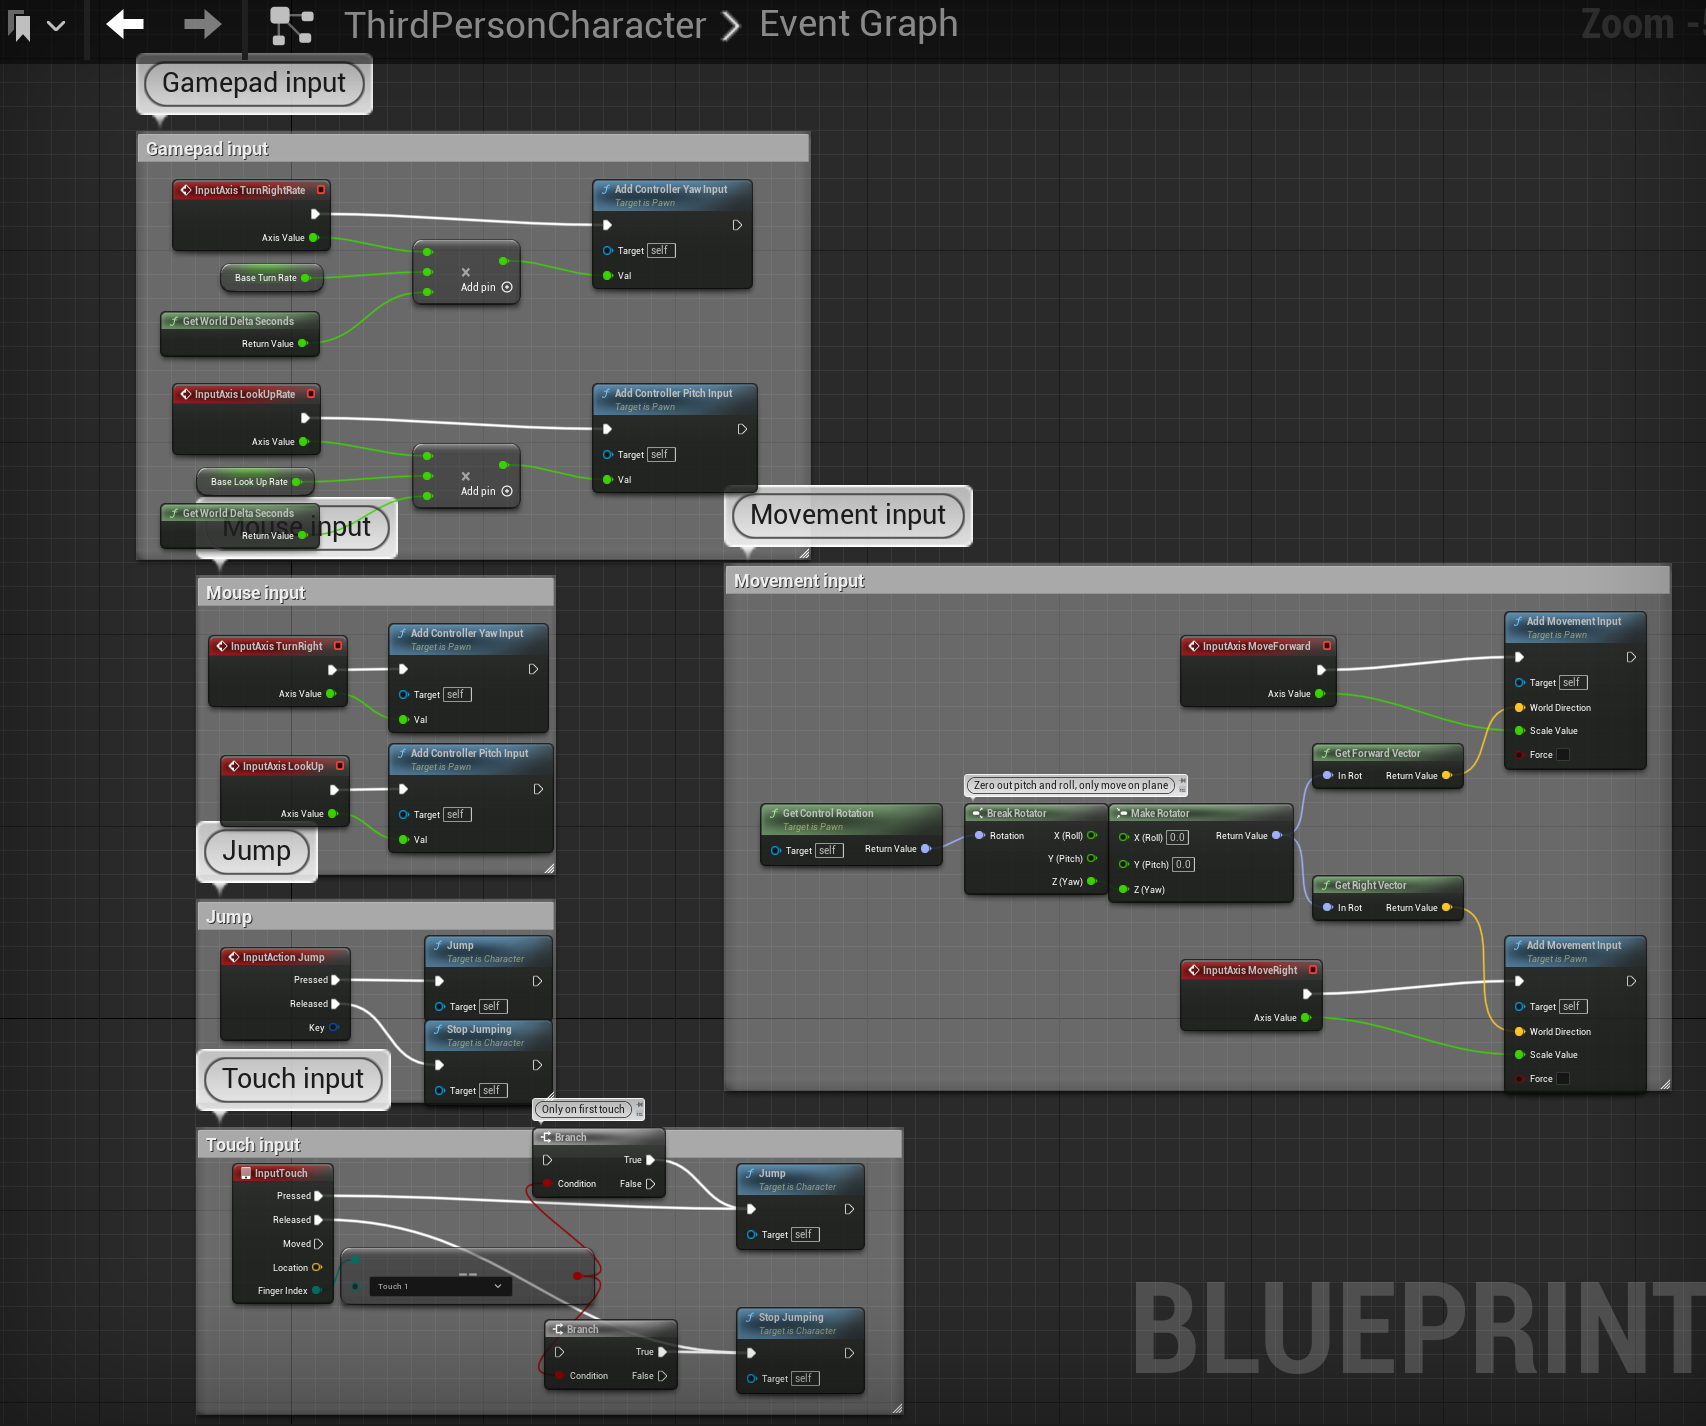 ThirdPersonCharacter > Event Graph
Zoom -
Gamepad input
Gamepad input
InputAxis TurnRightRate
Axis Value
Base Turn Rate
Get World Delta Seconds
Return Value
Add pin
Add Controller Yaw Input
Target is Pawn
Target self
Val
InputAxis LookUpRate
Axis Value
Base Look Up Rate
Get World Delta Seconds
Return Value
Add pin
Add Controller Pitch Input
Target is Pawn
Target self
Val
Mouse input
Mouse input
InputAxis TurnRight
Axis Value
Add Controller Yaw Input
Target is Pawn
Target self
Val
InputAxis LookUp
Axis Value
Add Controller Pitch Input
Target is Pawn
Target self
Val
Movement input
Movement input
InputAxis MoveForward
Axis Value
Add Movement Input
Target is Pawn
Target self
World Direction
Scale Value
Force
Get Forward Vector
In Rot Return Value
Zero out pitch and roll, only move on plane
Get Control Rotation
Target is Pawn
Target self Return Value
Break Rotator
Rotation X (Roll)
Y (Pitch)
Z (Yaw)
Make Rotator
X (Roll) 0.0 Return Value
Y (Pitch) 0.0
Z (Yaw)
Get Right Vector
In Rot Return Value
InputAxis MoveRight
Axis Value
Add Movement Input
Target is Pawn
Target self
World Direction
Scale Value
Force
Jump
Jump
InputAction Jump
Pressed
Released
Key
Jump
Target is Character
Target self
Stop Jumping
Target is Character
Target self
Touch input
Touch input
InputTouch
Pressed
Released
Moved
Location
Finger Index
Only on first touch
Branch
True
Condition False
Jump
Target is Character
Target self
==
Touch 1
Branch
True
Condition False
Stop Jumping
Target is Character
Target self
BLUEPRINT